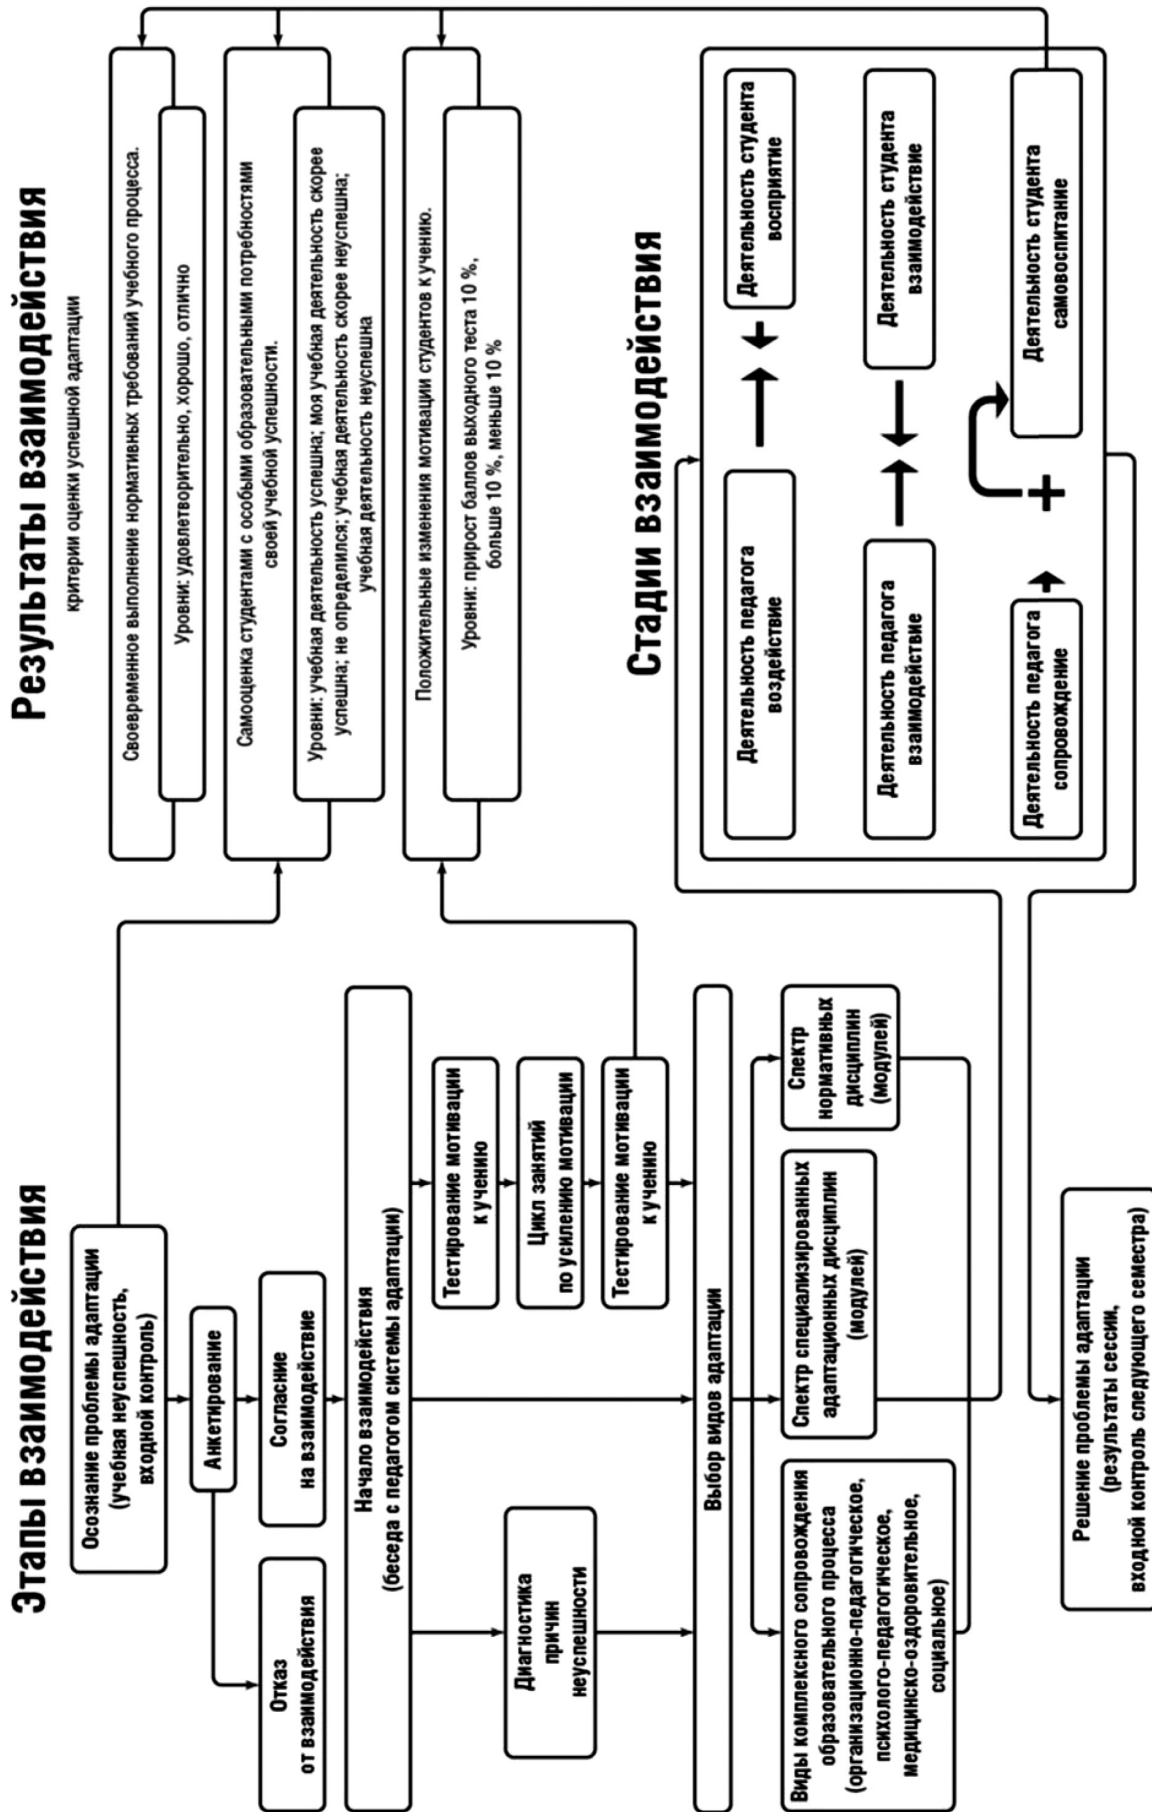 Этапы взаимодействия
Осознание проблемы адаптации
(учебная неуспешность,
входной контроль)
Анкетирование
Отказ
от взаимодействия
Согласие
на взаимодействие
Начало взаимодействия
(беседа с педагогом системы адаптации)
Диагностика
причин
неуспешности
Тестирование мотивации
к учению
Цикл занятий
по усилению мотивации
Тестирование мотивации
к учению
Выбор видов адаптации
Виды комплексного сопровождения
образовательного процесса
(организационно-педагогическое,
психолого-педагогическое,
медицинско-оздоровительное,
социальное)
Спектр специализированных
адаптационных дисциплин
(модулей)
Спектр
нормативных
дисциплин
(модулей)
Решение проблемы адаптации
(результаты сессии,
входной контроль следующего семестра)
Результаты взаимодействия
критерии оценки успешной адаптации
Своевременное выполнение нормативных требований учебного процесса.
Уровни: удовлетворительно, хорошо, отлично
Самооценка студентами с особыми образовательными потребностями
своей учебной успешности.
Уровни: учебная деятельность успешна; моя учебная деятельность скорее
успешна; не определился; учебная деятельность скорее неуспешна;
учебная деятельность неуспешна
Положительные изменения мотивации студентов к учению.
Уровни: прирост баллов выходного теста 10 %,
больше 10 %, меньше 10 %
Стадии взаимодействия
Деятельность педагога
воздействие
Деятельность студента
восприятие
Деятельность педагога
взаимодействие
Деятельность студента
взаимодействие
Деятельность педагога
сопровождение
+
Деятельность студента
самовоспитание